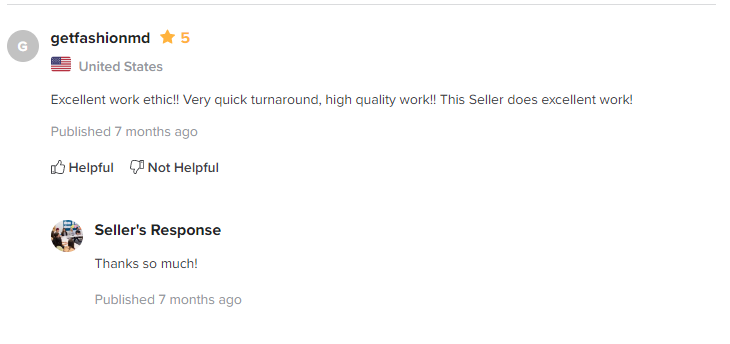 G
getfashionmd 5
United States
Excellent work ethic!! Very quick turnaround, high quality work!! This Seller does excellent work!
Published 7 months ago
Helpful Not Helpful
Seller's Response
Thanks so much!
Published 7 months ago